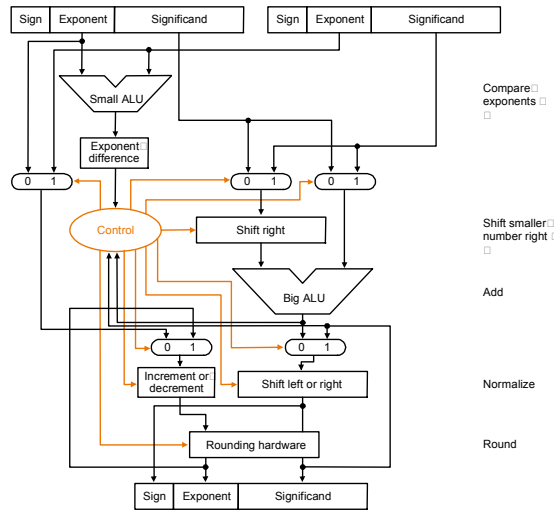 Sign Exponent Significand Sign Exponent Significand
Small ALU
Compare
exponents
Exponent
difference
0 1 0 1 0 1
Control
Shift right
Shift smaller
number right
Big ALU
Add
0 1 0 1
Increment or
decrement
Shift left or right
Normalize
Rounding hardware
Round
Sign Exponent Significand